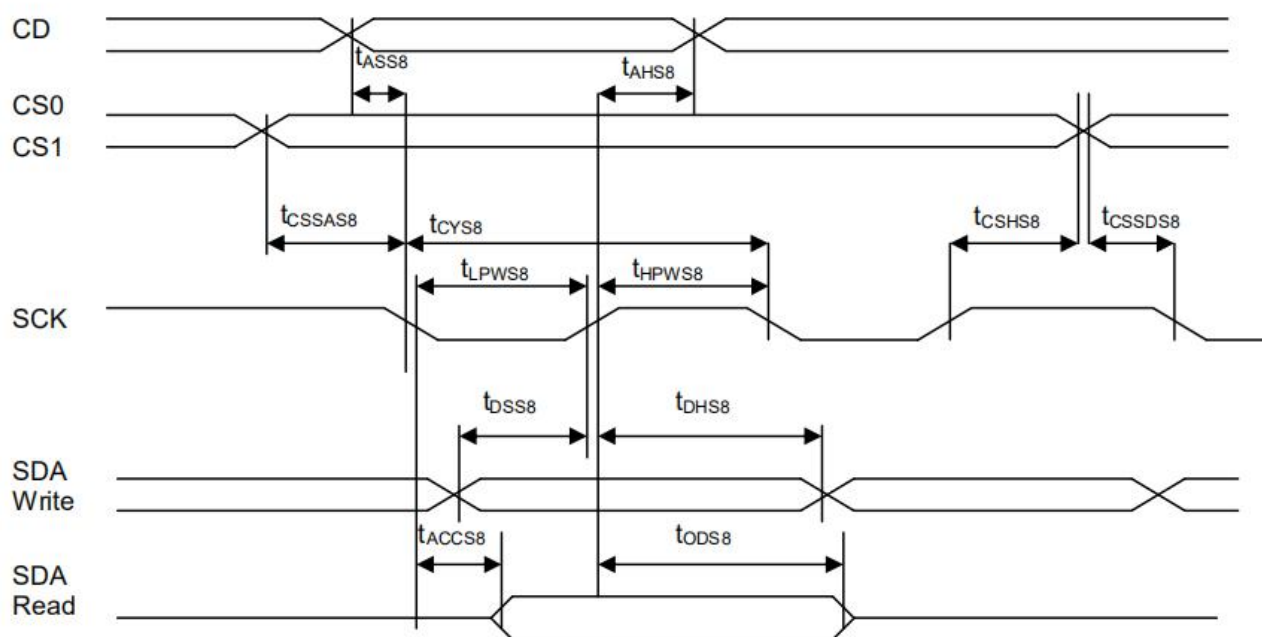 CD
tASS8
tAHS8
CS0
CS1
tCSSAS8
tCYS8
tCSHS8
tCSSDS8
tLPWS8
tHPWS8
SCK
tDSS8
tDHS8
SDA
Write
tACCS8
tODS8
SDA
Read